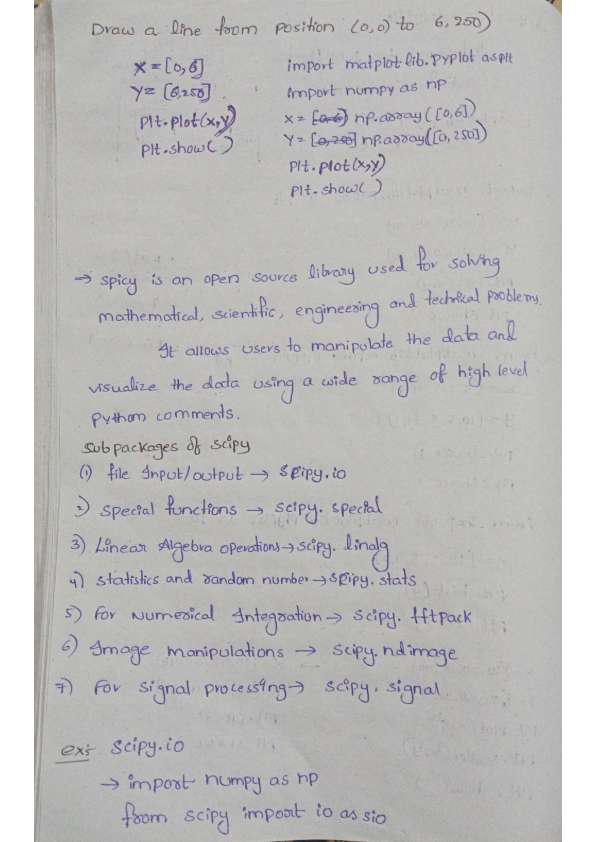 Draw a line from position (0,0) to 6,250)
x=[0,6]
y=[6,250]
Plt.plot(x,y)
Plt.show()
import matplotlib.pyplot as plt
import numpy as np
x= [0,6) np.array([0,6])
y= [0,250] np.array([0,250])
Plt.plot(x,y)
Plt.show()
→ spicy is an open source library used for solving
mathematical, scientific, engineering and technical problems.
It allows users to manipulate the data and
visualize the data using a wide range of high level
python comments.
Subpackages of scipy
(1) file Input/output → Scipy.io
2) special functions → scipy. special
3) Linear Algebra operations→scipy. linalg
4) statistics and random number→scipy. stats
5) For Numerical Integration→ scipy. fftpack
6) Image manipulations → scipy.ndimage
7) For signal processing→ scipy. signal
ex:- scipy.io
→ import numpy as np
from scipy import io as sio